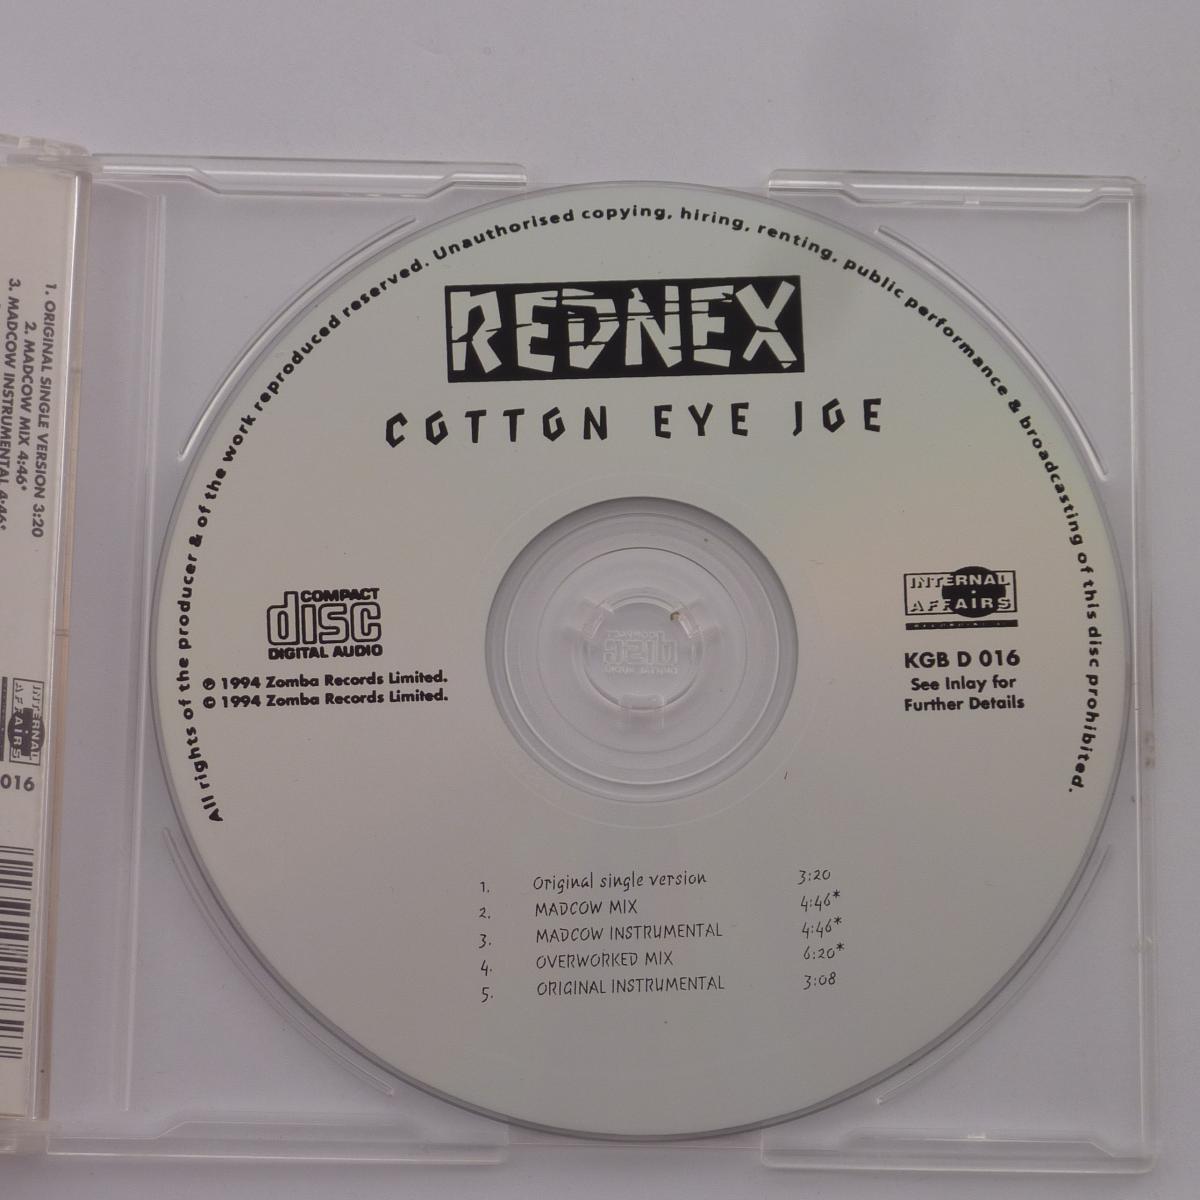 All rights of the producer & of the work reproduced reserved. Unauthorised copying, hiring, renting, public performance & broadcasting of this disc prohibited.
REDNEX
COTTON EYE JOE
COMPACT
disc
DIGITAL AUDIO
℗ 1994 Zomba Records Limited.
© 1994 Zomba Records Limited.
INTERNAL
AFFAIRS
KGB D 016
See Inlay for
Further Details
1. Original single version 3:20
2. MADCOW MIX 4:46*
3. MADCOW INSTRUMENTAL 4:46*
4. OVERWORKED MIX 6:20*
5. ORIGINAL INSTRUMENTAL 3:08
1. ORIGINAL SINGLE VERSION 3:20
2. MADCOW MIX 4:46*
3. MADCOW INSTRUMENTAL 4:46*
INTERNAL
AFFAIRS
016